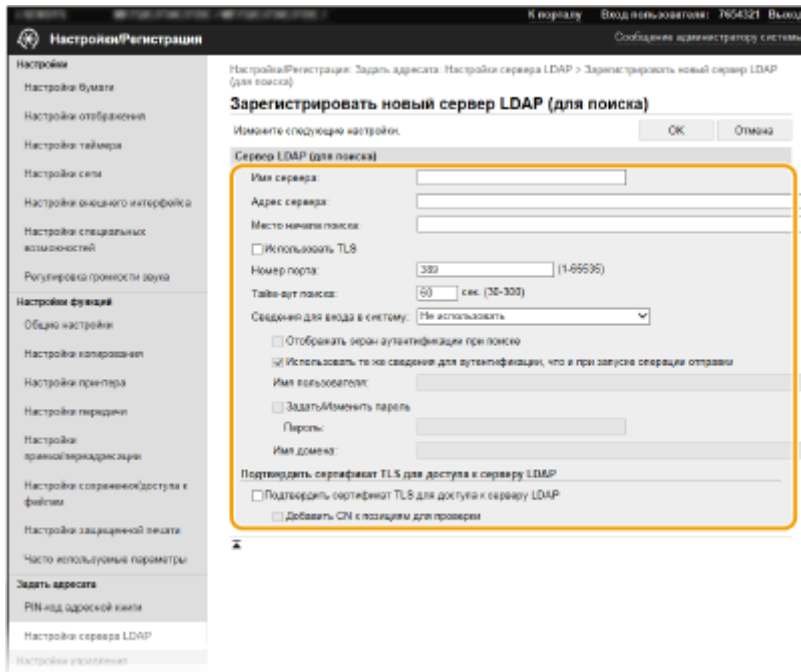 К порталу Вход пользователя: 7654321 Выход
Настройки/Регистрация
Сообщение администратору системы
Настройки
Настройки бумаги
Настройки отображения
Настройки таймера
Настройки сети
Настройки внешнего интерфейса
Настройки специальных
возможностей
Регулировка громкости звука
Настройки функций
Общие настройки
Настройки копирования
Настройки принтера
Настройки передачи
Настройки
приема/переадресации
Настройки сохранения/доступа к
файлам
Настройки защищенной печати
Часто используемые параметры
Задать адресата
PIN-код адресной книги
Настройки сервера LDAP
Настройки управления
Настройки/Регистрация: Задать адресата: Настройки сервера LDAP > Зарегистрировать новый сервер LDAP
(для поиска)
Зарегистрировать новый сервер LDAP (для поиска)
Измените следующие настройки.
OK
Отмена
Сервер LDAP (для поиска)
Имя сервера:
Адрес сервера:
Место начала поиска:
Использовать TLS
Номер порта: 389 (1-65535)
Тайм-аут поиска: 60 сек. (30-300)
Сведения для входа в систему: Не использовать
Отображать экран аутентификации при поиске
Использовать те же сведения для аутентификации, что и при запуске операции отправки
Имя пользователя:
Задать/Изменить пароль
Пароль:
Имя домена:
Подтвердить сертификат TLS для доступа к серверу LDAP
Подтвердить сертификат TLS для доступа к серверу LDAP
Добавить CN к позициям для проверки